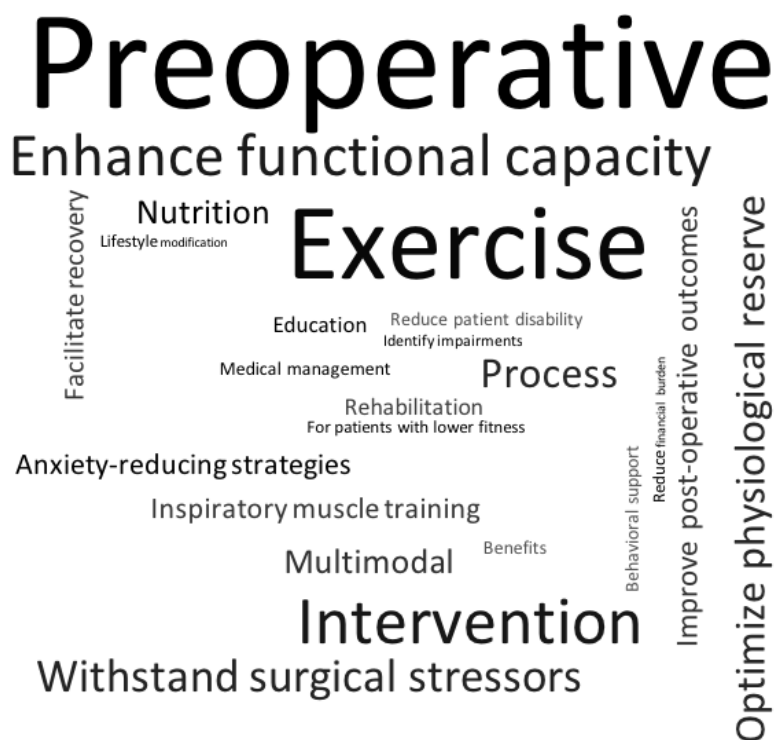 Preoperative
Enhance functional capacity
Facilitate recovery
Nutrition
Lifestyle modification
Exercise
Education
Reduce patient disability
Identify impairments
Medical management
Process
Rehabilitation
For patients with lower fitness
Anxiety-reducing strategies
Inspiratory muscle training
Multimodal
Benefits
Behavioral support
Reduce financial burden
Improve post-operative outcomes
Optimize physiological reserve
Intervention
Withstand surgical stressors